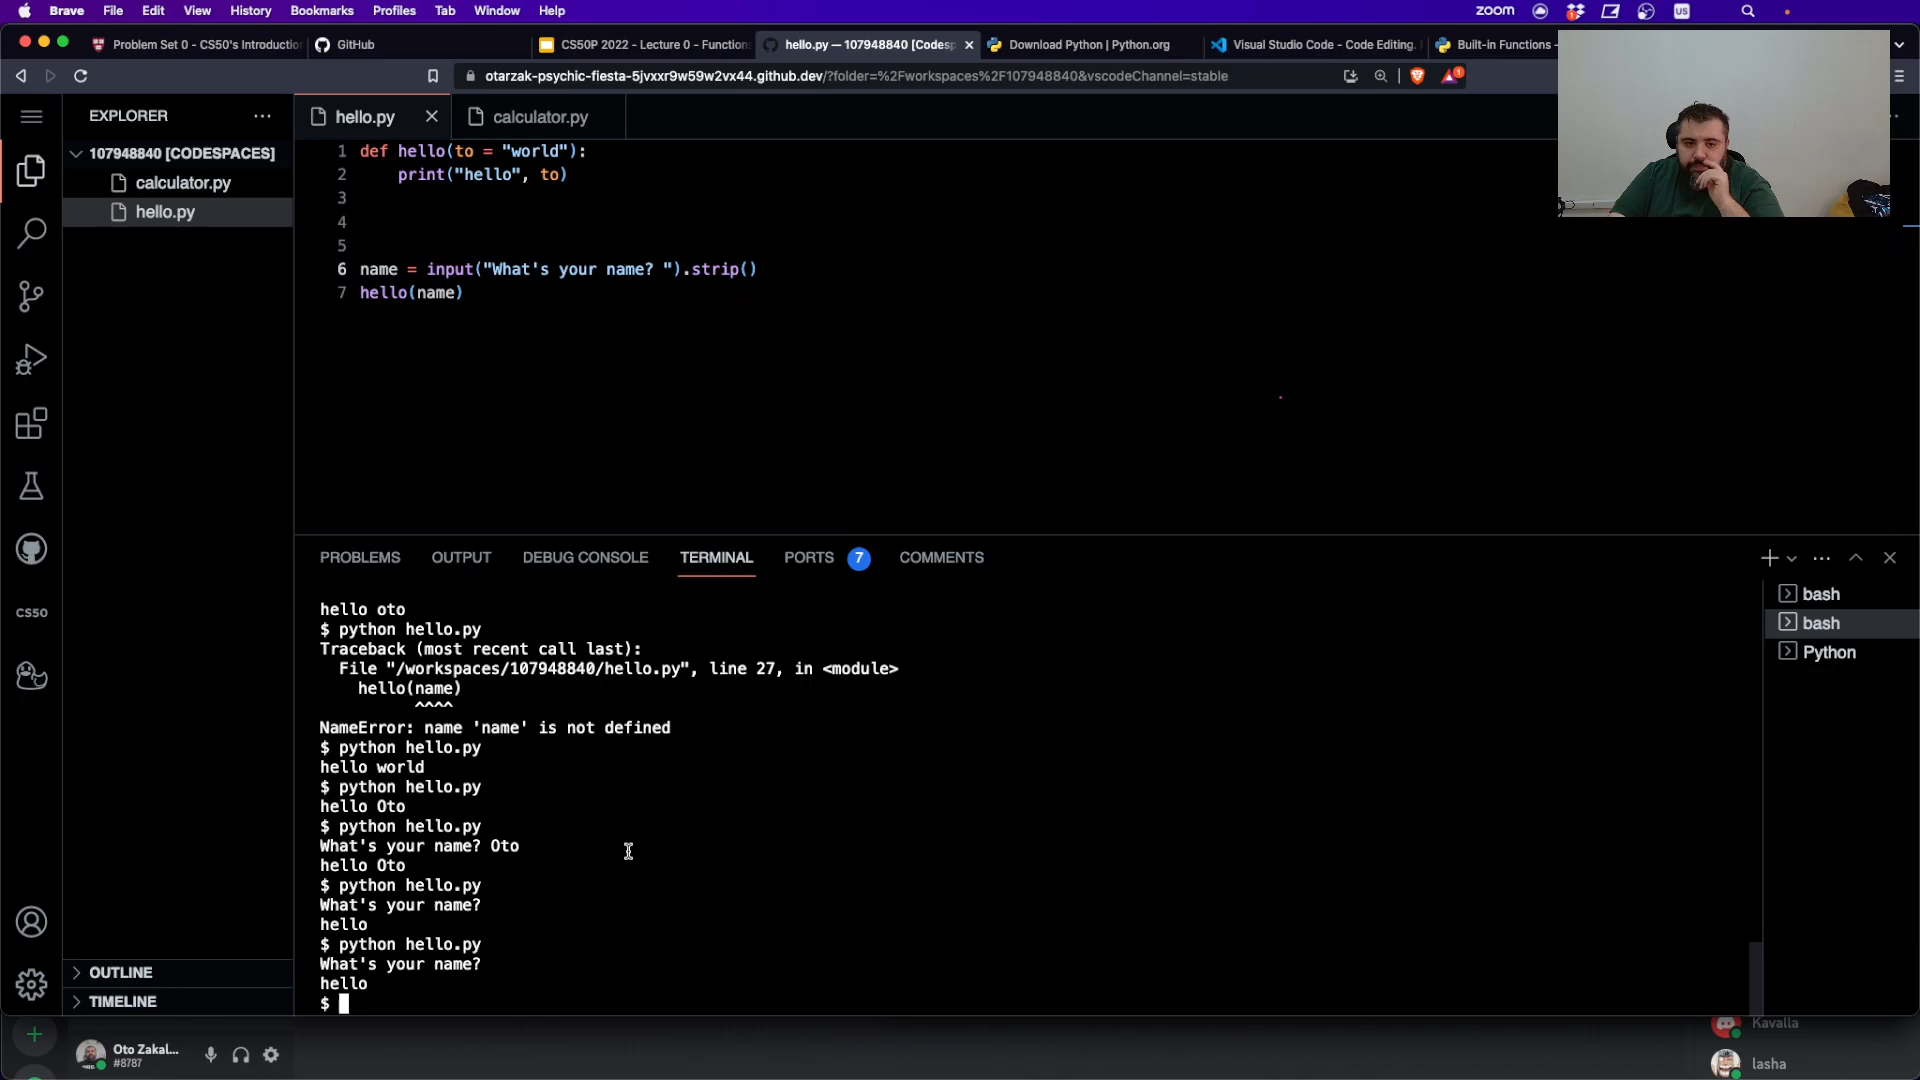 Brave File Edit View History Bookmarks Profiles Tab Window Help zoom US
Problem Set 0 - CS50's Introduction GitHub CS50P 2022 - Lecture 0 - Functions hello.py — 107948840 [Codesp Download Python | Python.org Visual Studio Code - Code Editing. Built-in Functions -
otarzak-psychic-fiesta-5jvxxr9w59w2vx44.github.dev/?folder=%2Fworkspaces%2F107948840&vscodeChannel=stable 1
EXPLORER ...
107948840 [CODESPACES]
calculator.py
hello.py
CS50
OUTLINE
TIMELINE
hello.py calculator.py
1 def hello(to = "world"):
2 print("hello", to)
3
4
5
6 name = input("What's your name? ").strip()
7 hello(name)
PROBLEMS OUTPUT DEBUG CONSOLE TERMINAL PORTS 7 COMMENTS
hello oto
$ python hello.py
Traceback (most recent call last):
File "/workspaces/107948840/hello.py", line 27, in <module>
hello(name)
^^^^
NameError: name 'name' is not defined
$ python hello.py
hello world
$ python hello.py
hello Oto
$ python hello.py
What's your name? Oto
hello Oto
$ python hello.py
What's your name?
hello
$ python hello.py
What's your name?
hello
$
bash
bash
Python
Oto Zakal...
#8787
Kavalla
lasha